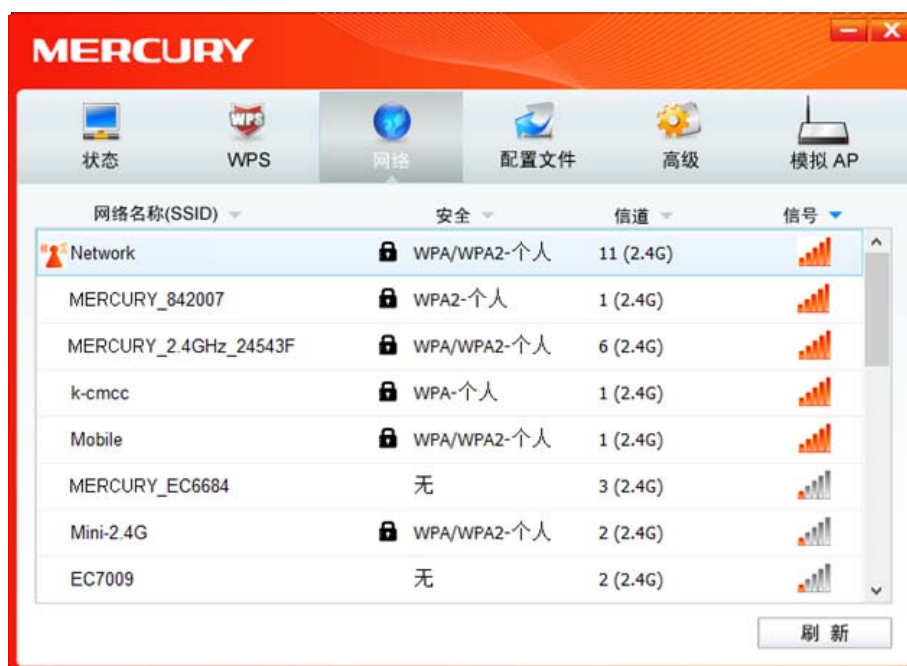 MERCURY
状态 WPS 网络 配置文件 高级 模拟 AP
网络名称(SSID) 安全 信道 信号
Network WPA/WPA2-个人 11 (2.4G)
MERCURY_842007 WPA2-个人 1 (2.4G)
MERCURY_2.4GHz_24543F WPA/WPA2-个人 6 (2.4G)
k-cmcc WPA-个人 1 (2.4G)
Mobile WPA/WPA2-个人 1 (2.4G)
MERCURY_EC6684 无 3 (2.4G)
Mini-2.4G WPA/WPA2-个人 2 (2.4G)
EC7009 无 2 (2.4G)
刷 新